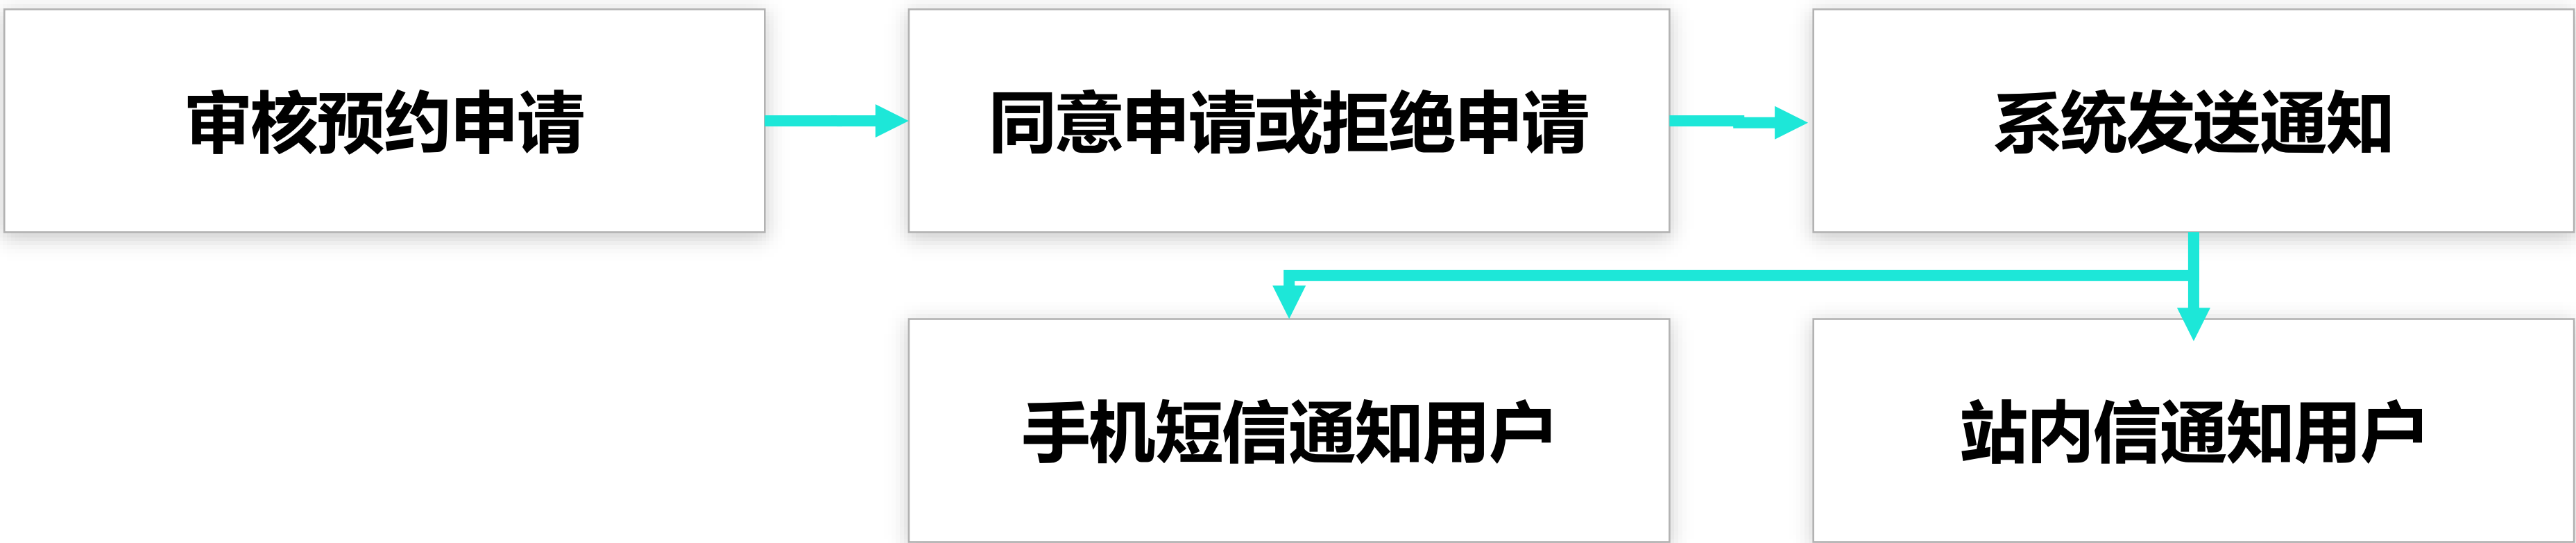 审核预约申请
同意申请或拒绝申请
系统发送通知
手机短信通知用户
站内信通知用户